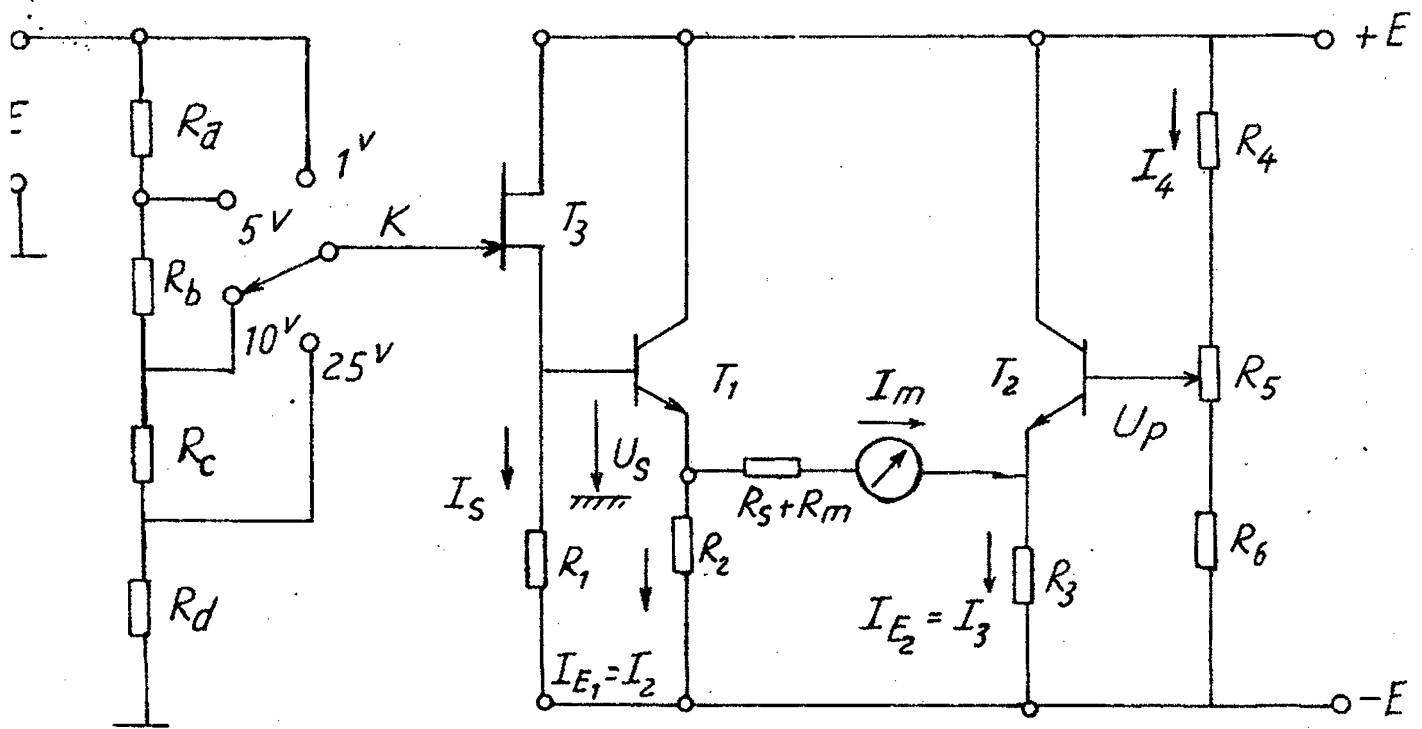 +E
E
Ra
1v
5v
K
T3
I4
R4
Rb
10v
25v
T1
Im
T2
R5
Up
Us
Rc
Is
Rs+Rm
R1
R2
R3
R6
Rd
IE1=I2
IE2=I3
-E